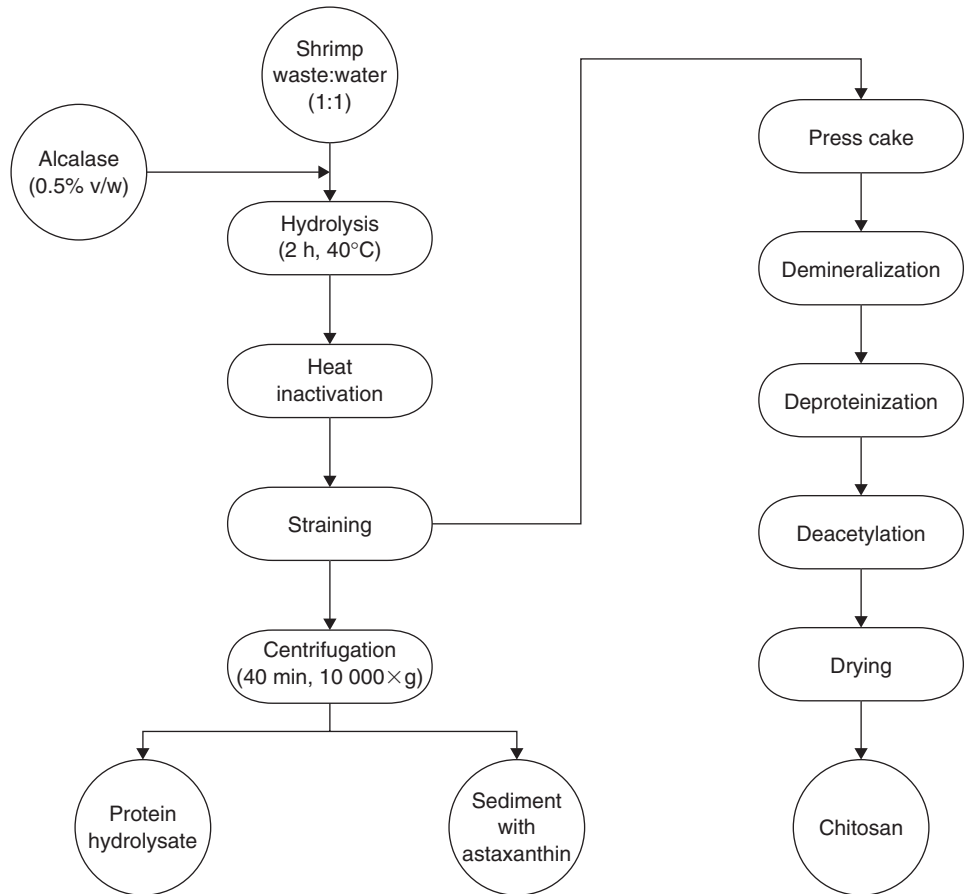 Shrimp
waste:water
(1:1)
Alcalase
(0.5% v/w)
Hydrolysis
(2 h, 40°C)
Heat
inactivation
Straining
Centrifugation
(40 min, 10 000×g)
Protein
hydrolysate
Sediment
with
astaxanthin
Press cake
Demineralization
Deproteinization
Deacetylation
Drying
Chitosan